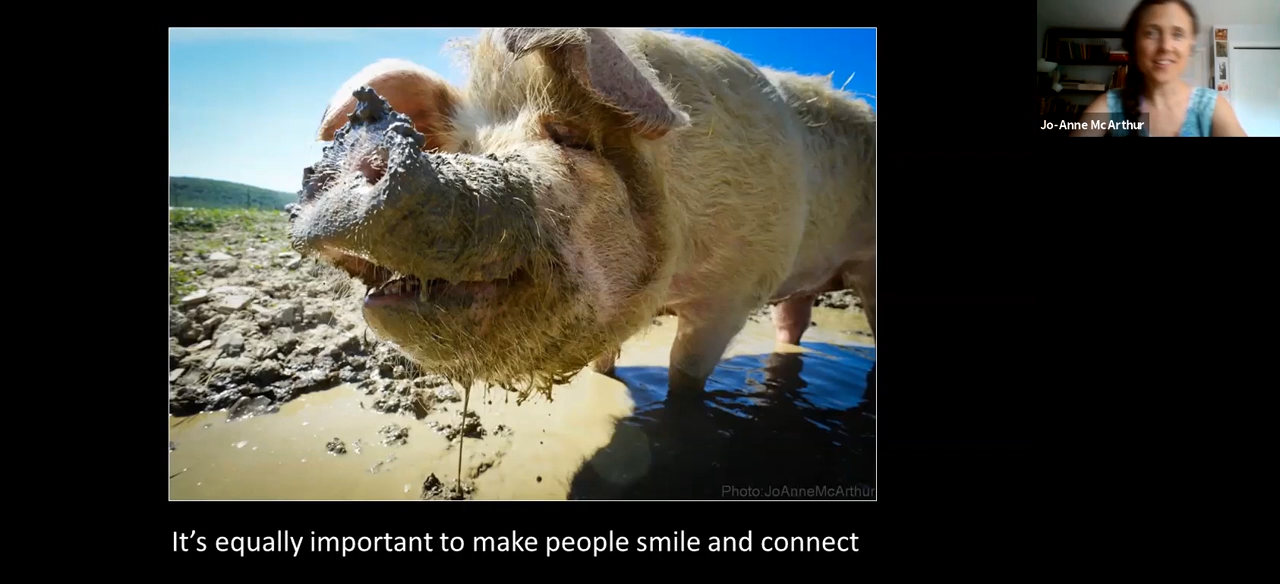 Jo-Anne McArthur
Photo:JoAnneMcArthur
It's equally important to make people smile and connect